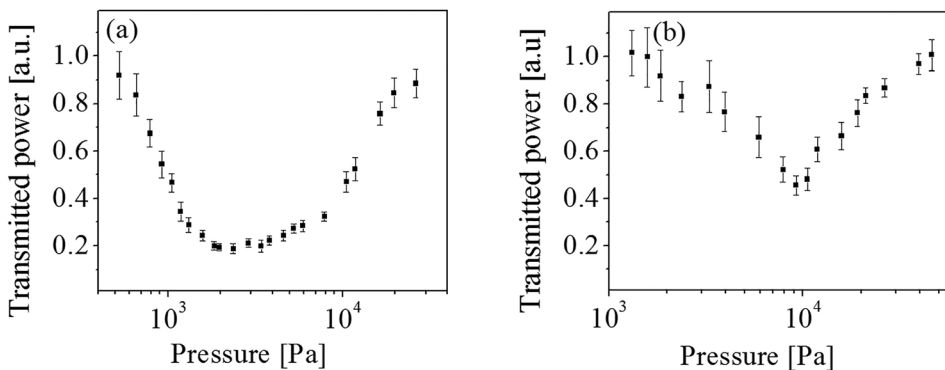 (a)
Transmitted power [a.u.]
1.0
0.8
0.6
0.4
0.2
10³
10⁴
Pressure [Pa]
(b)
Transmitted power [a.u]
1.0
0.8
0.6
0.4
0.2
10³
10⁴
Pressure [Pa]